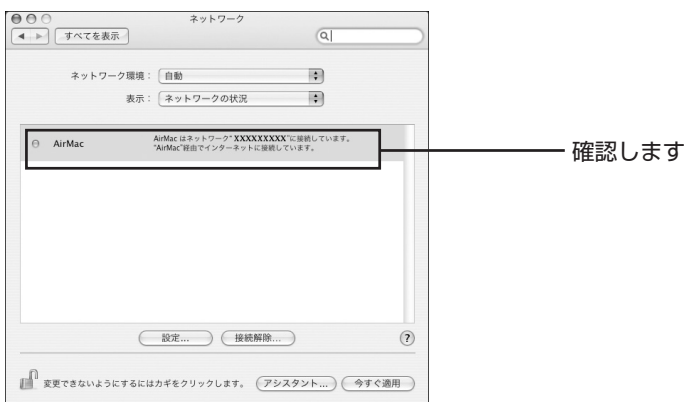 ネットワーク
すべてを表示
ネットワーク環境： 自動
表示： ネットワークの状況
AirMac
AirMac はネットワーク“XXXXXXXXX”に接続しています。
“AirMac”経由でインターネットに接続しています。
確認します
設定... 接続解除... ?
変更できないようにするにはカギをクリックします。 アシスタント... 今すぐ適用